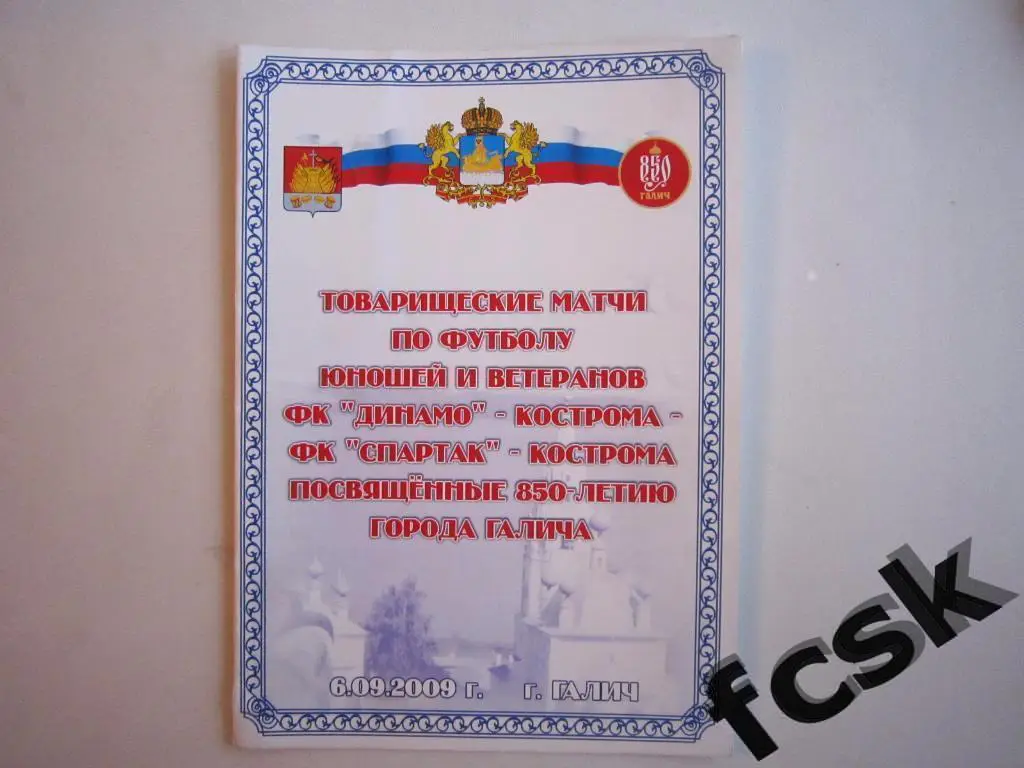 850
ГАЛИЧ
ТОВАРИЩЕСКИЕ МАТЧИ
ПО ФУТБОЛУ
ЮНОШЕЙ И ВЕТЕРАНОВ
ФК "ДИНАМО" - КОСТРОМА -
ФК "СПАРТАК" - КОСТРОМА
ПОСВЯЩЁННЫЕ 850-ЛЕТИЮ
ГОРОДА ГАЛИЧА
6.09.2009 г. г. ГАЛИЧ
fcsk